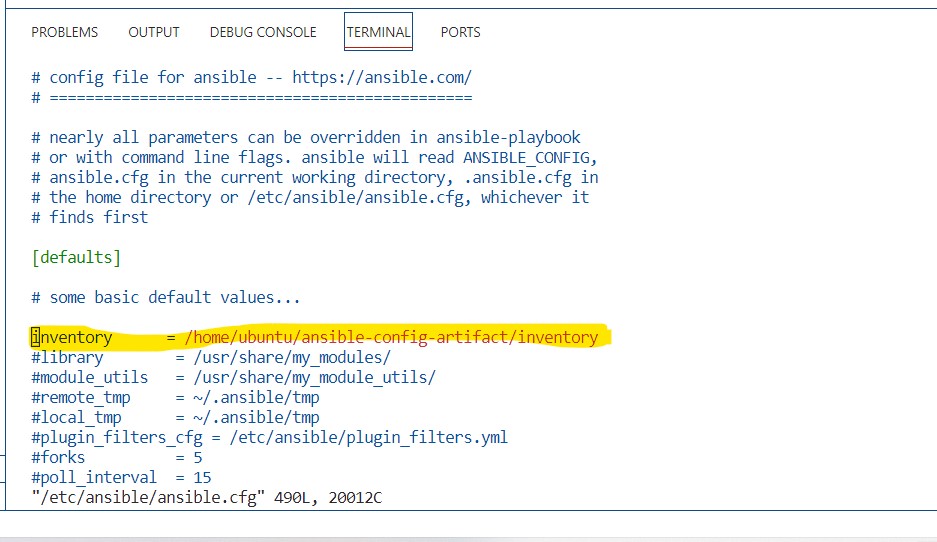 PROBLEMS OUTPUT DEBUG CONSOLE TERMINAL PORTS
# config file for ansible -- https://ansible.com/
# ===============================================
# nearly all parameters can be overridden in ansible-playbook
# or with command line flags. ansible will read ANSIBLE_CONFIG,
# ansible.cfg in the current working directory, .ansible.cfg in
# the home directory or /etc/ansible/ansible.cfg, whichever it
# finds first
[defaults]
# some basic default values...
inventory      = /home/ubuntu/ansible-config-artifact/inventory
#library        = /usr/share/my_modules/
#module_utils   = /usr/share/my_module_utils/
#remote_tmp     = ~/.ansible/tmp
#local_tmp      = ~/.ansible/tmp
#plugin_filters_cfg = /etc/ansible/plugin_filters.yml
#forks          = 5
#poll_interval  = 15
"/etc/ansible/ansible.cfg" 490L, 20012C